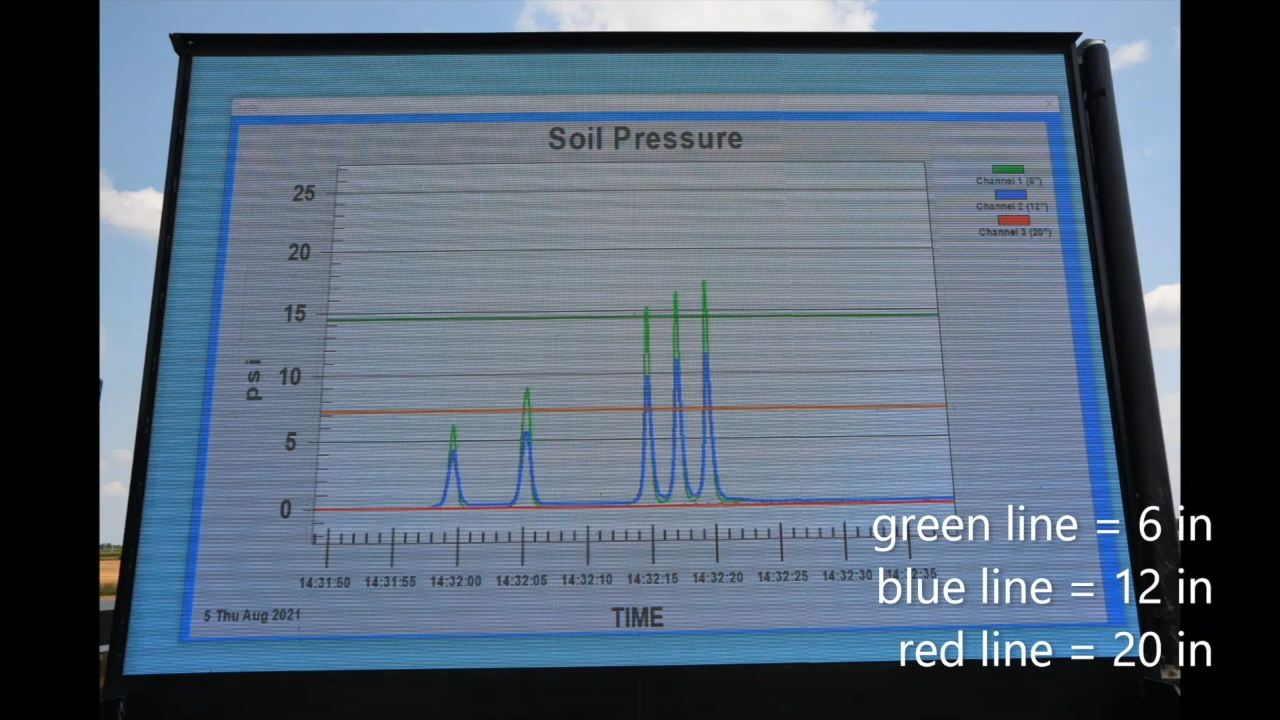 Soil Pressure
25
20
15
10
5
0
psi
Channel 1 (6")
Channel 2 (12")
Channel 3 (20")
14:31:50 14:31:55 14:32:00 14:32:05 14:32:10 14:32:15 14:32:20 14:32:25 14:32:30 14:32:35
5 Thu Aug 2021
TIME
green line = 6 in
blue line = 12 in
red line = 20 in